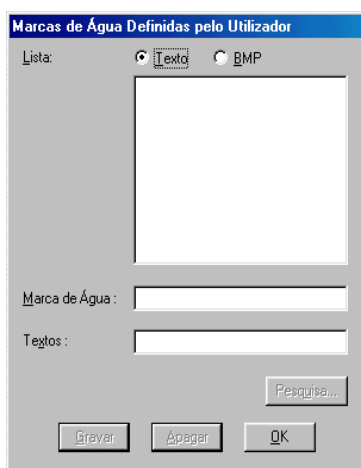 Marcas de Água Definidas pelo Utilizador
Lista: Texto BMP
Marca de Água :
Textos :
Pesquisa...
Gravar Apagar OK